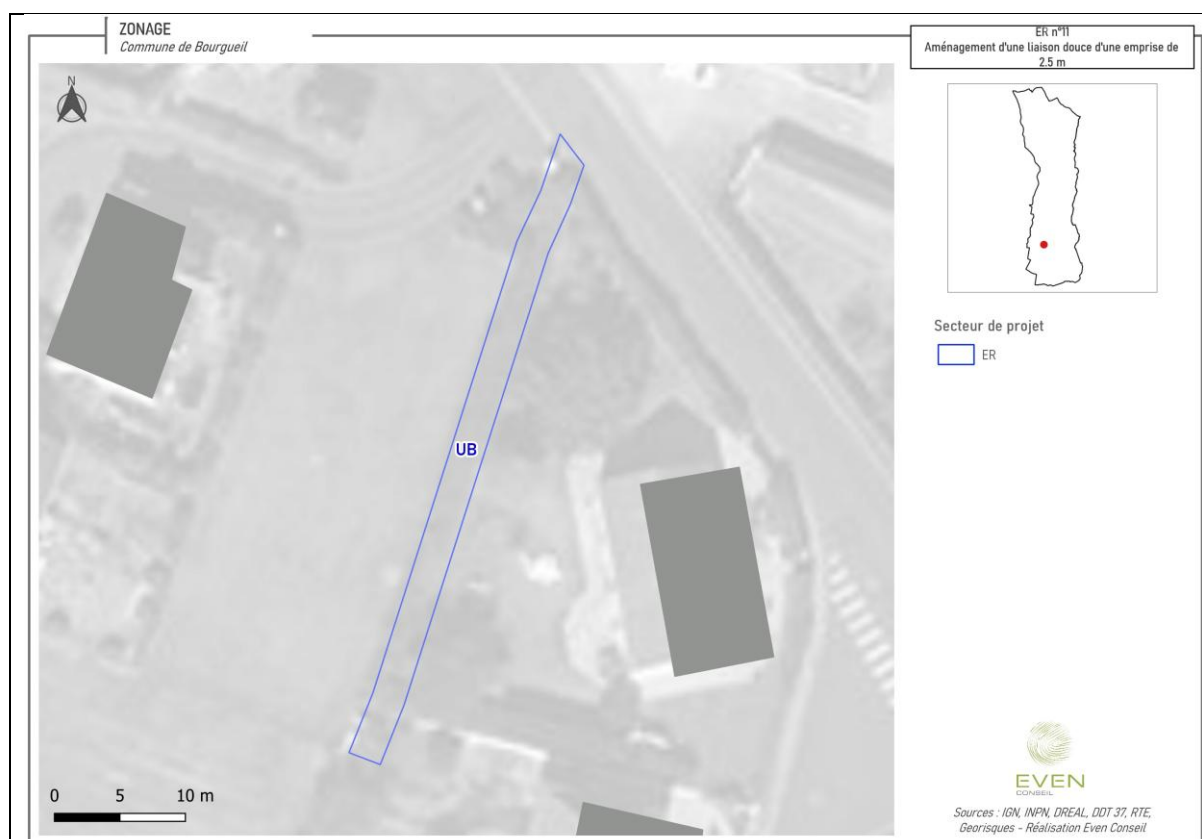 ZONAGE
Commune de Bourgueil
ER n°11
Aménagement d'une liaison douce d'une emprise de
2.5 m
N
Secteur de projet
ER
UB
0 5 10 m
EVEN
CONSEIL
Sources : IGN, INPN, DREAL, DDT 37, RTE,
Georisques - Réalisation Even Conseil